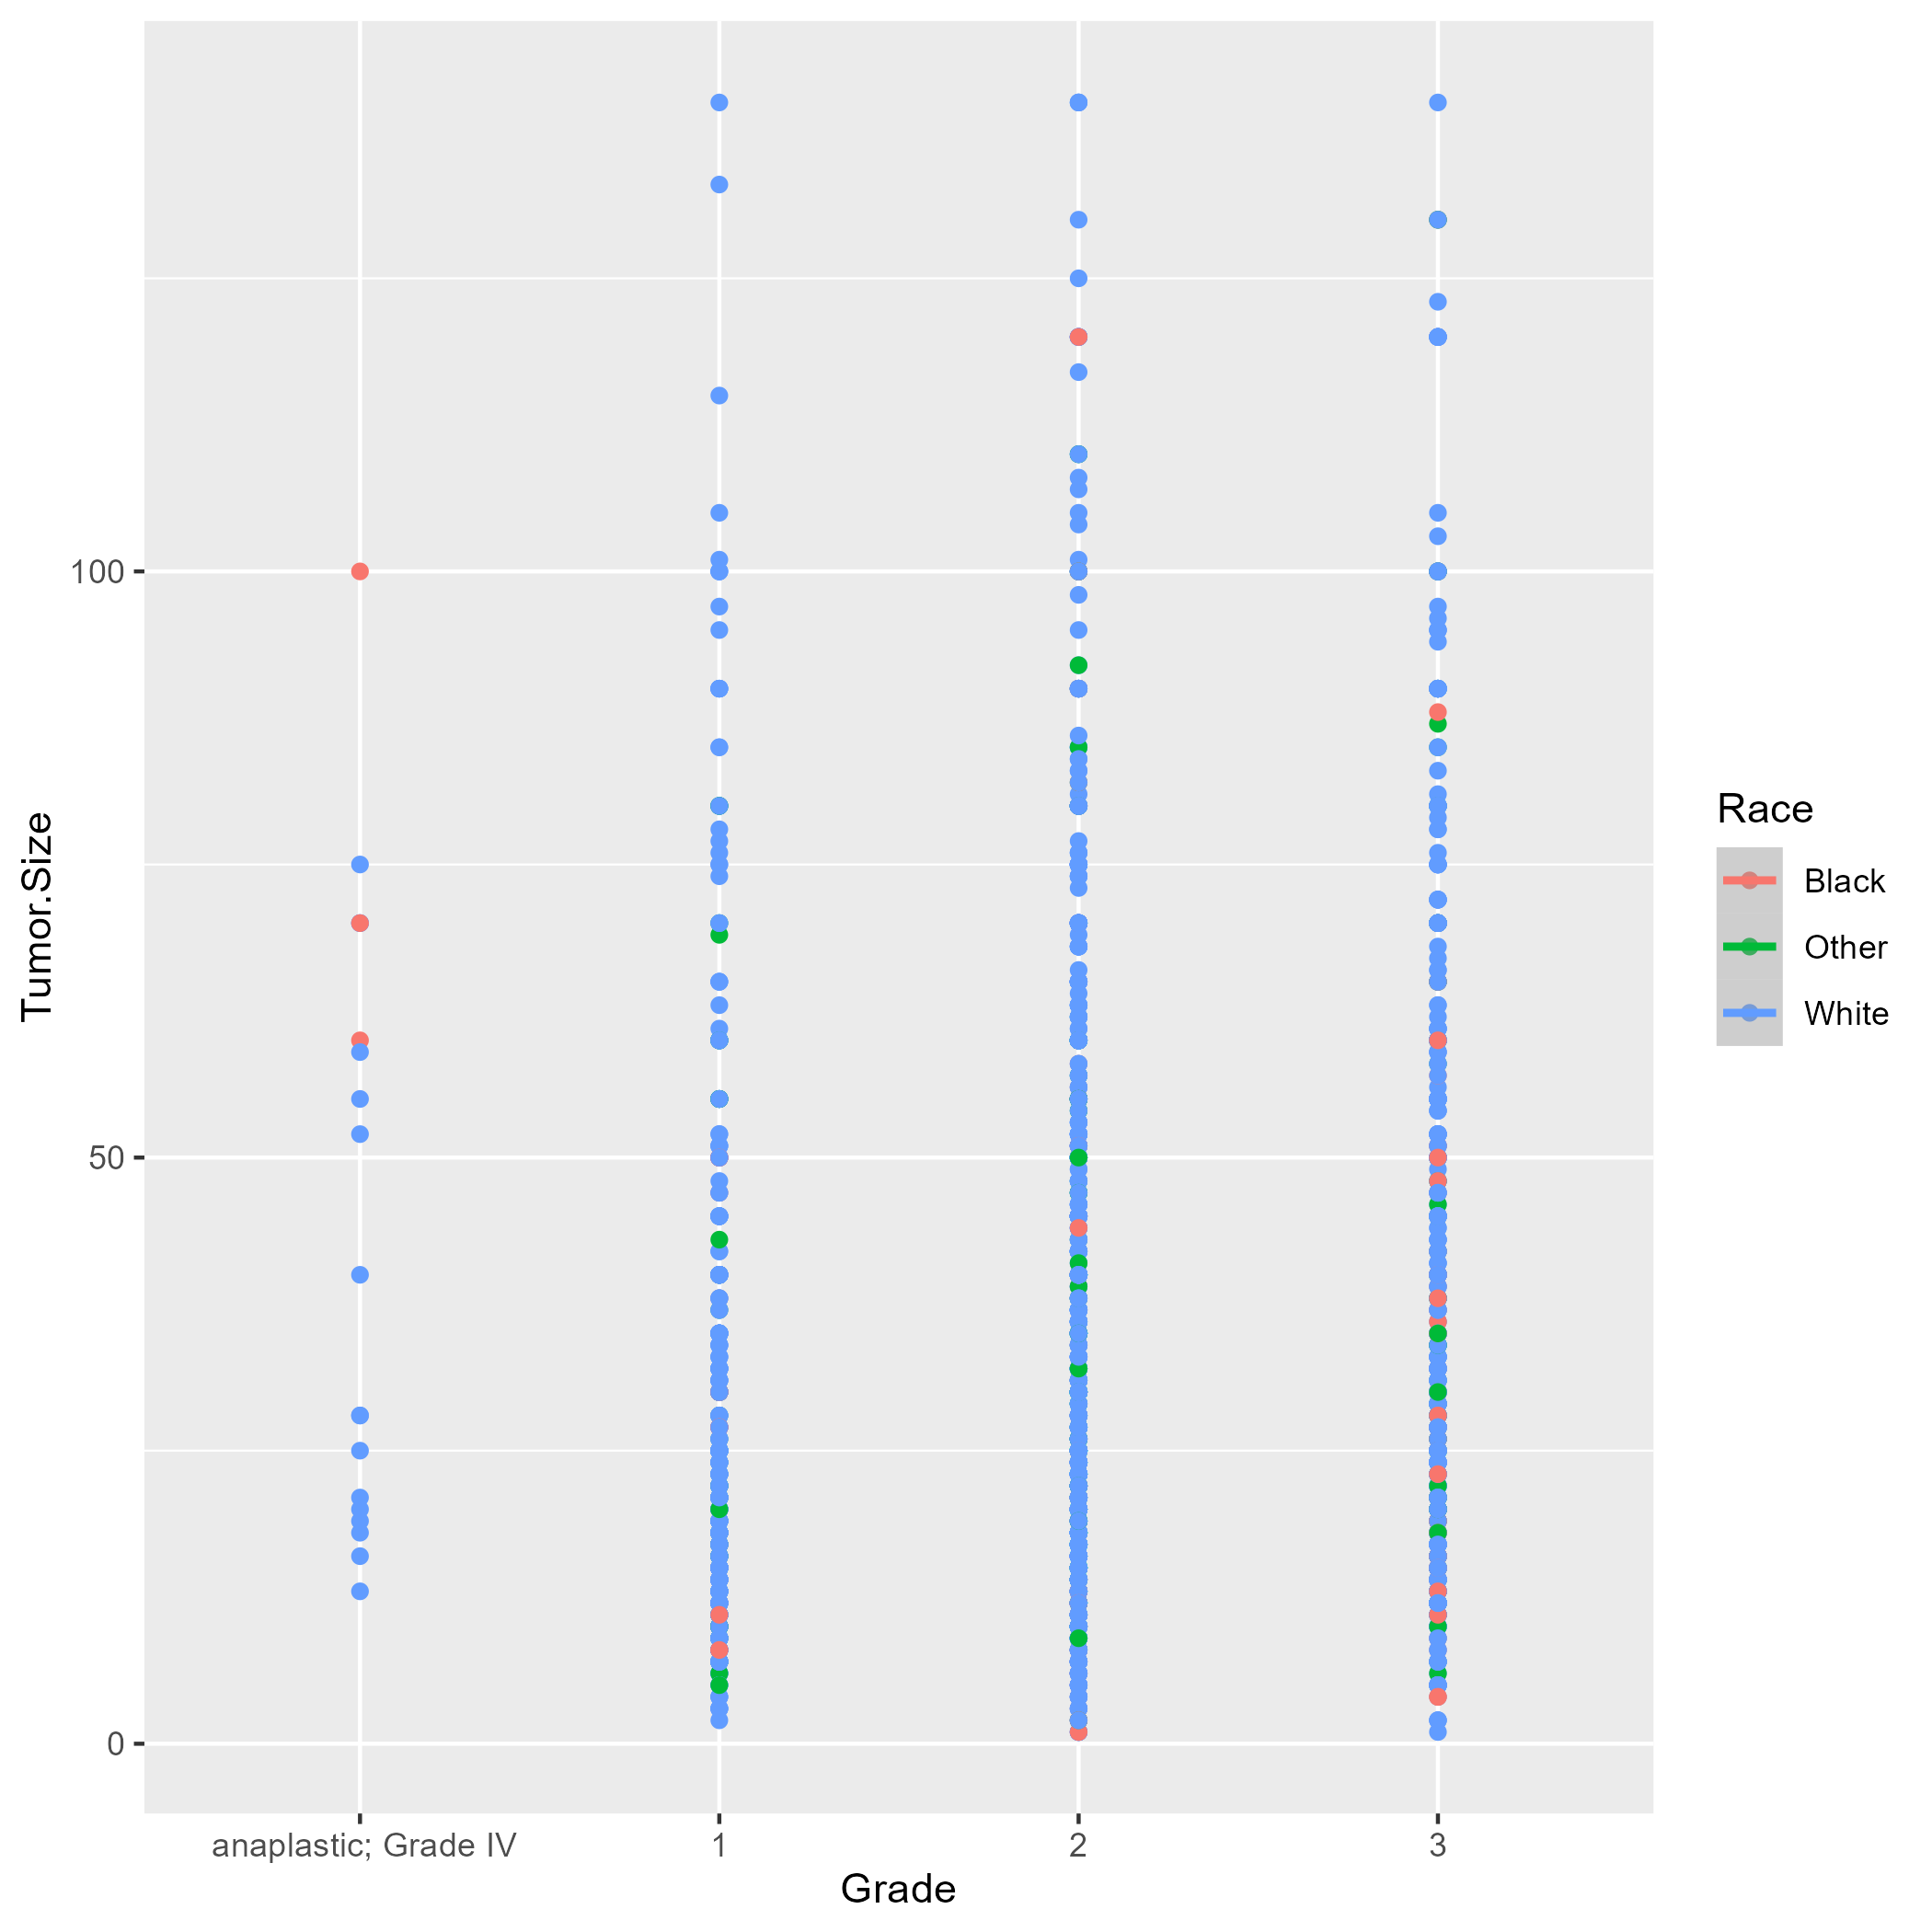 Tumor.Size
100
50
0
anaplastic; Grade IV
1
2
3
Grade
Race
Black
Other
White